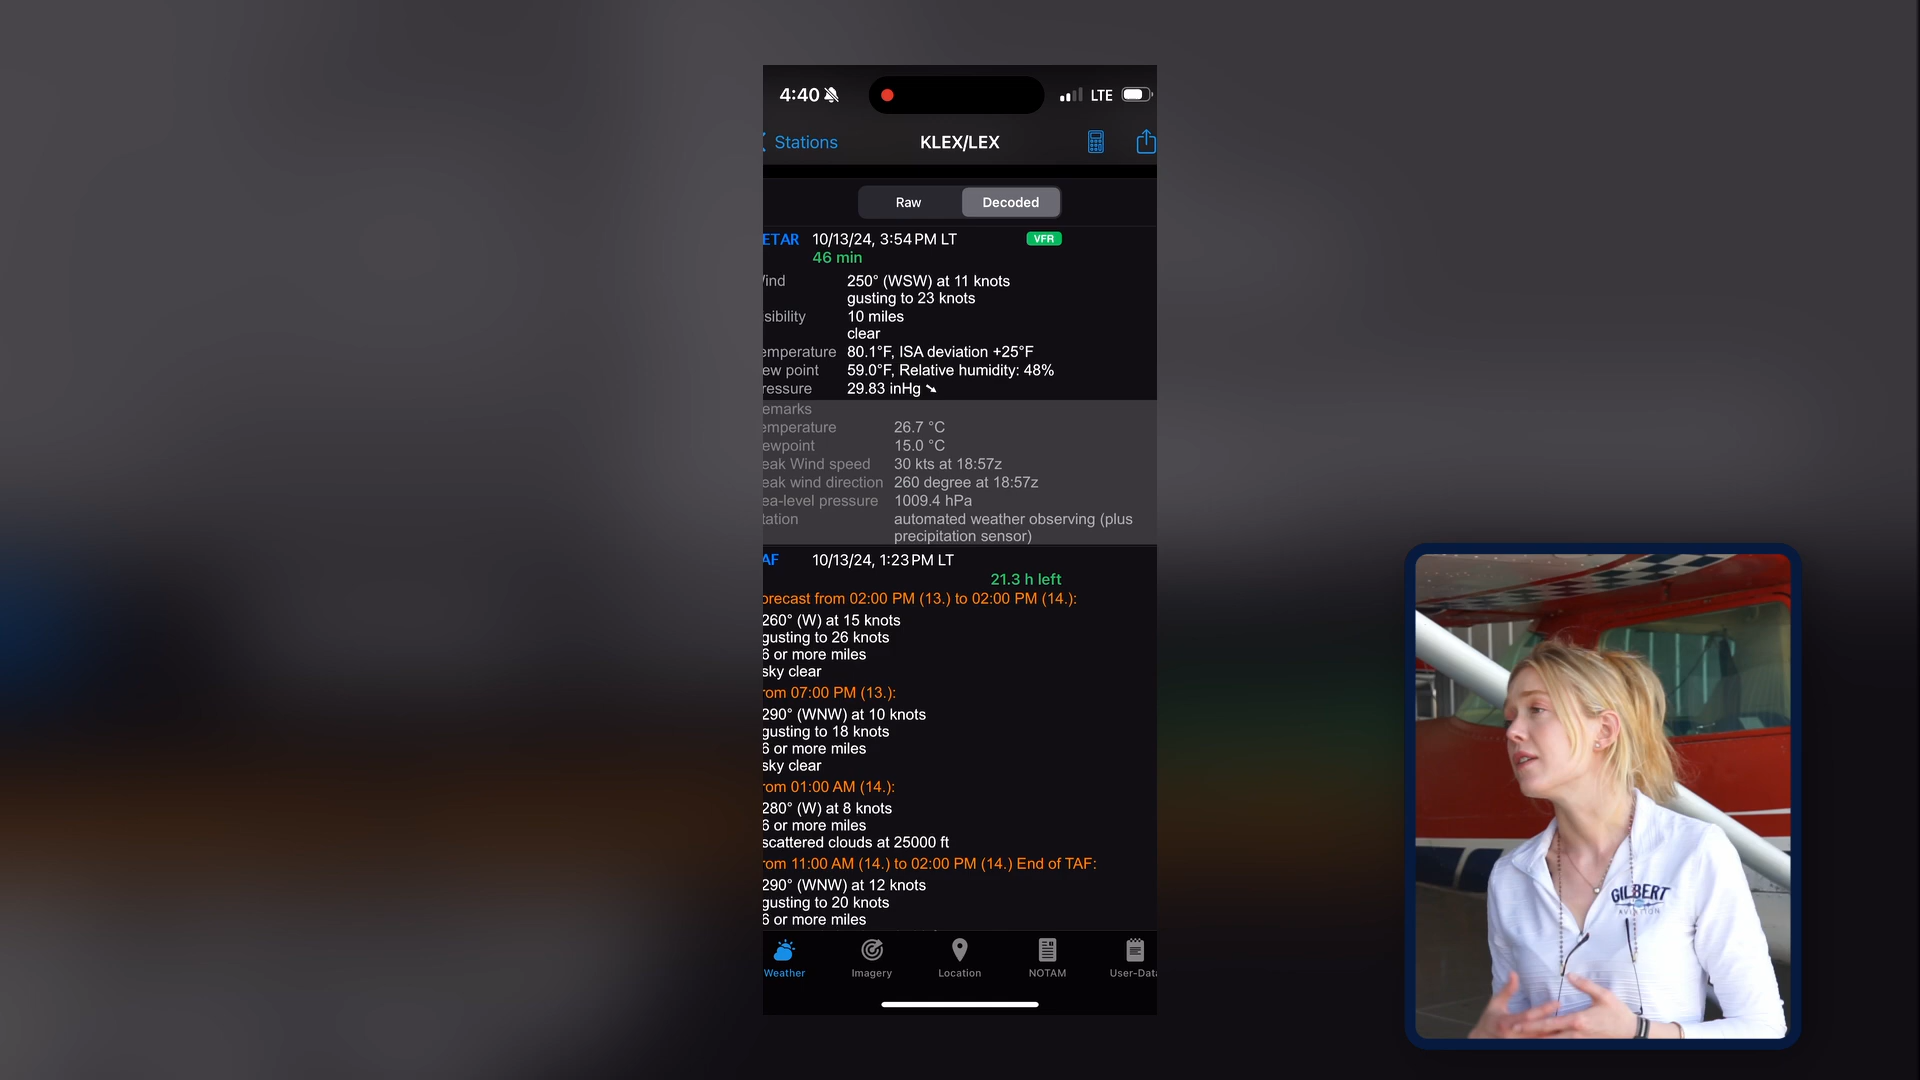 4:40 LTE
Stations KLEX/LEX
Raw Decoded
ETAR 10/13/24, 3:54 PM LT VFR
46 min
ind 250° (WSW) at 11 knots
gusting to 23 knots
sibility 10 miles
clear
emperature 80.1°F, ISA deviation +25°F
ew point 59.0°F, Relative humidity: 48%
ressure 29.83 inHg ➘
emarks
emperature 26.7 °C
ewpoint 15.0 °C
eak Wind speed 30 kts at 18:57z
eak wind direction 260 degree at 18:57z
ea-level pressure 1009.4 hPa
tation automated weather observing (plus
precipitation sensor)
AF 10/13/24, 1:23 PM LT
21.3 h left
orecast from 02:00 PM (13.) to 02:00 PM (14.):
260° (W) at 15 knots
gusting to 26 knots
6 or more miles
sky clear
rom 07:00 PM (13.):
290° (WNW) at 10 knots
gusting to 18 knots
6 or more miles
sky clear
rom 01:00 AM (14.):
280° (W) at 8 knots
6 or more miles
scattered clouds at 25000 ft
rom 11:00 AM (14.) to 02:00 PM (14.) End of TAF:
290° (WNW) at 12 knots
gusting to 20 knots
6 or more miles
Weather Imagery Location NOTAM User-Data
GILBERT
AVIATION